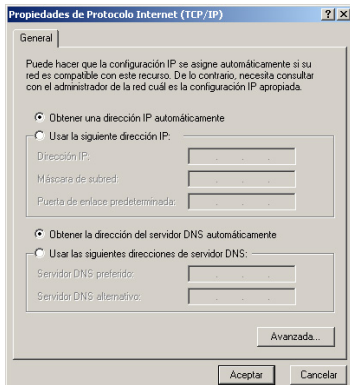 Propiedades de Protocolo Internet (TCP/IP)
General
Puede hacer que la configuración IP se asigne automáticamente si su
red es compatible con este recurso. De lo contrario, necesita consultar
con el administrador de la red cuál es la configuración IP apropiada.
Obtener una dirección IP automáticamente
Usar la siguiente dirección IP:
Dirección IP:
Máscara de subred:
Puerta de enlace predeterminada:
Obtener la dirección del servidor DNS automáticamente
Usar las siguientes direcciones de servidor DNS:
Servidor DNS preferido:
Servidor DNS alternativo:
Avanzada...
Aceptar
Cancelar